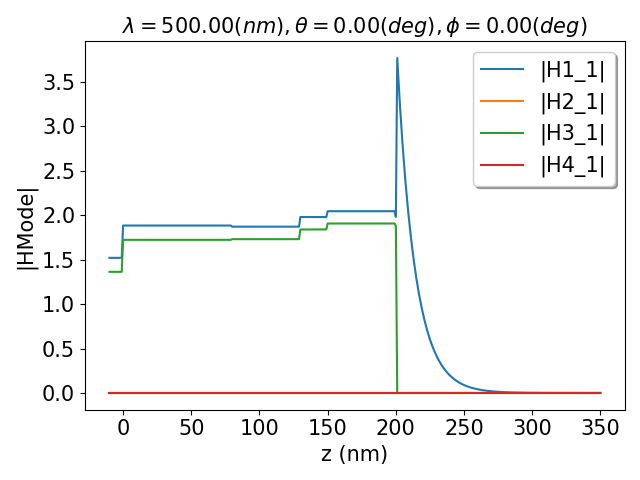 λ = 500.00(nm), θ = 0.00(deg), ϕ = 0.00(deg)
|H1_1|
|H2_1|
|H3_1|
|H4_1|
|HMode|
3.5
3.0
2.5
2.0
1.5
1.0
0.5
0.0
0 50 100 150 200 250 300 350
z (nm)